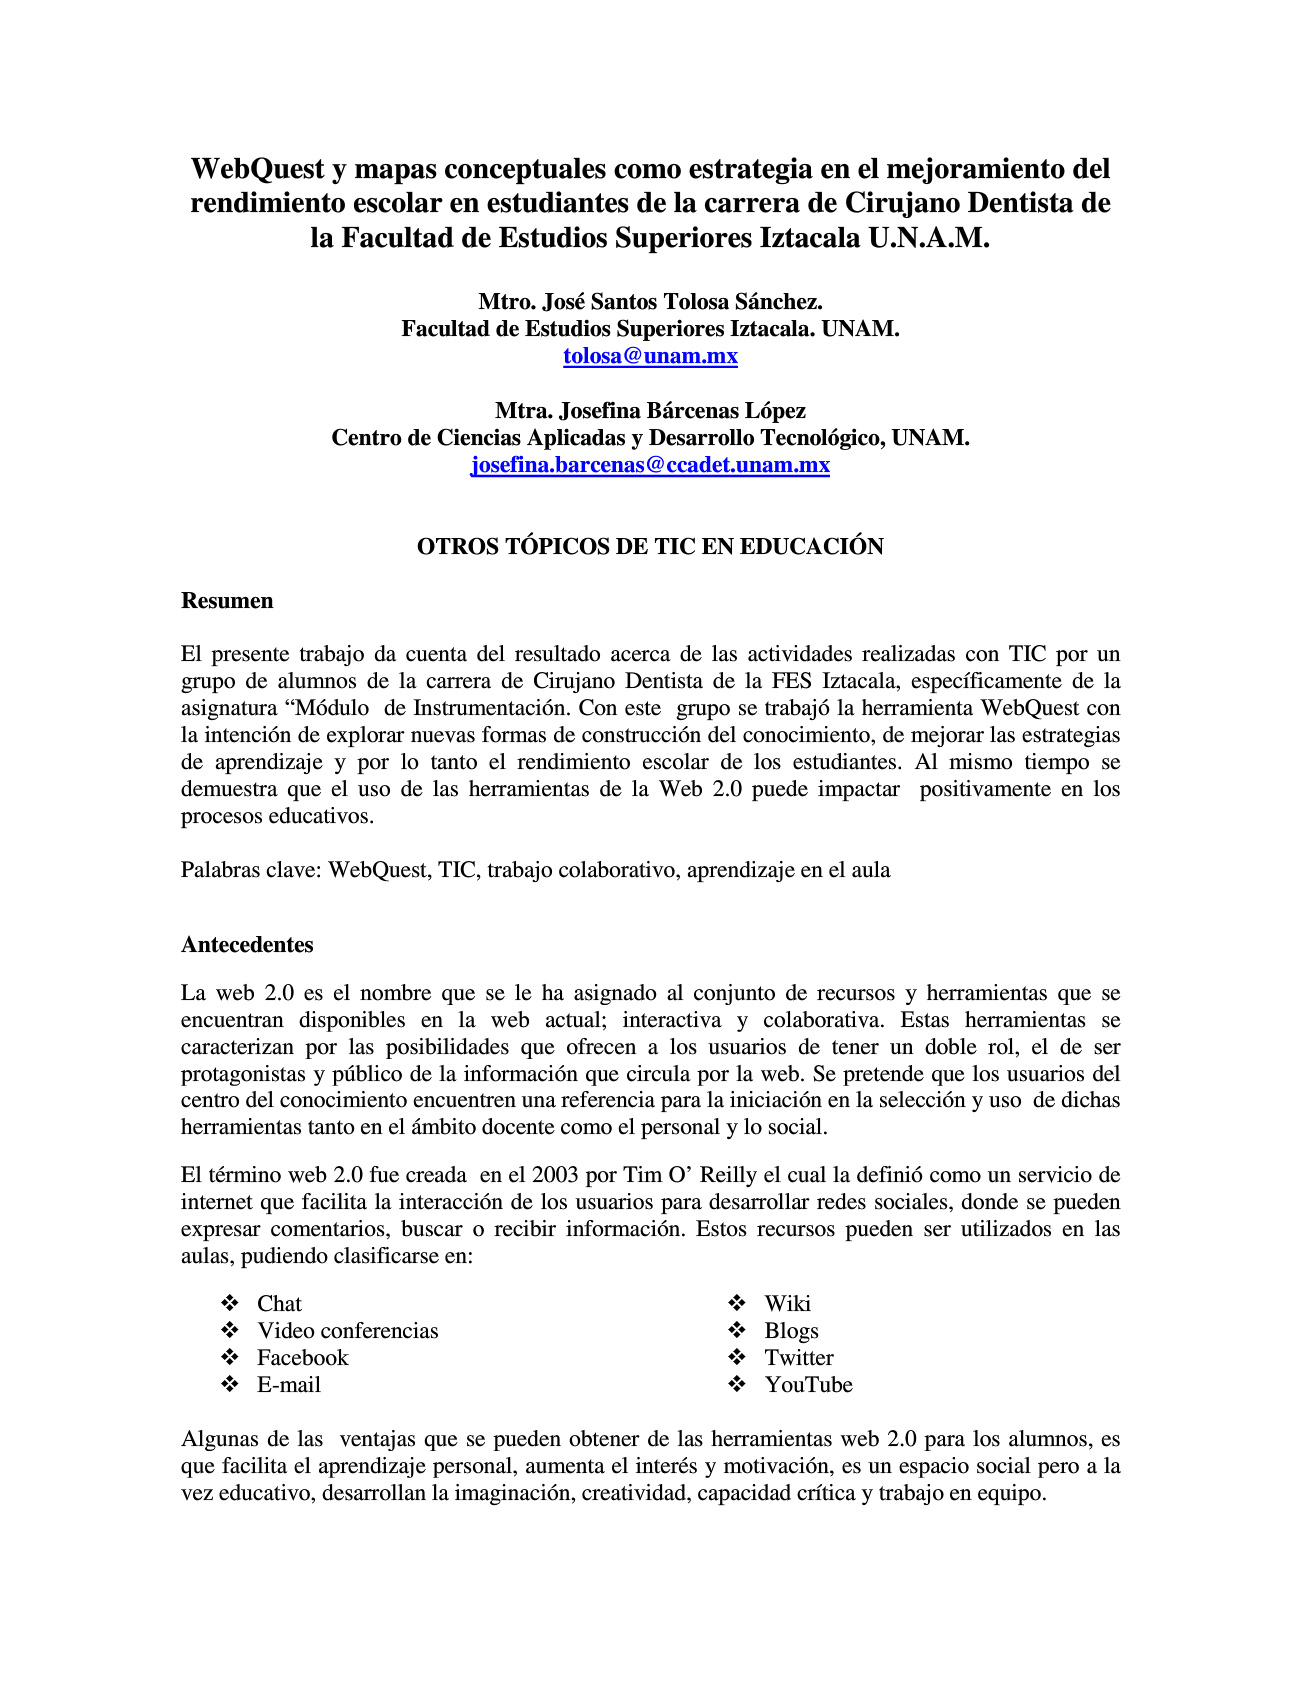 WebQuest y mapas conceptuales como estrategia en el mejoramiento del
rendimiento escolar en estudiantes de la carrera de Cirujano Dentista de
la Facultad de Estudios Superiores Iztacala U.N.A.M.
Mtro. José Santos Tolosa Sánchez.
Facultad de Estudios Superiores Iztacala. UNAM.
tolosa@unam.mx
Mtra. Josefina Bárcenas López
Centro de Ciencias Aplicadas y Desarrollo Tecnológico, UNAM.
josefina.barcenas@ccadet.unam.mx
OTROS TÓPICOS DE TIC EN EDUCACIÓN
Resumen
El presente trabajo da cuenta del resultado acerca de las actividades realizadas con TIC por un
grupo de alumnos de la carrera de Cirujano Dentista de la FES Iztacala, específicamente de la
asignatura “Módulo de Instrumentación. Con este grupo se trabajó la herramienta WebQuest con
la intención de explorar nuevas formas de construcción del conocimiento, de mejorar las estrategias
de aprendizaje y por lo tanto el rendimiento escolar de los estudiantes. Al mismo tiempo se
demuestra que el uso de las herramientas de la Web 2.0 puede impactar positivamente en los
procesos educativos.
Palabras clave: WebQuest, TIC, trabajo colaborativo, aprendizaje en el aula
Antecedentes
La web 2.0 es el nombre que se le ha asignado al conjunto de recursos y herramientas que se
encuentran disponibles en la web actual; interactiva y colaborativa. Estas herramientas se
caracterizan por las posibilidades que ofrecen a los usuarios de tener un doble rol, el de ser
protagonistas y público de la información que circula por la web. Se pretende que los usuarios del
centro del conocimiento encuentren una referencia para la iniciación en la selección y uso de dichas
herramientas tanto en el ámbito docente como el personal y lo social.
El término web 2.0 fue creada en el 2003 por Tim O’ Reilly el cual la definió como un servicio de
internet que facilita la interacción de los usuarios para desarrollar redes sociales, donde se pueden
expresar comentarios, buscar o recibir información. Estos recursos pueden ser utilizados en las
aulas, pudiendo clasificarse en:
❖ Chat
❖ Video conferencias
❖ Facebook
❖ E-mail
❖ Wiki
❖ Blogs
❖ Twitter
❖ YouTube
Algunas de las ventajas que se pueden obtener de las herramientas web 2.0 para los alumnos, es
que facilita el aprendizaje personal, aumenta el interés y motivación, es un espacio social pero a la
vez educativo, desarrollan la imaginación, creatividad, capacidad crítica y trabajo en equipo.